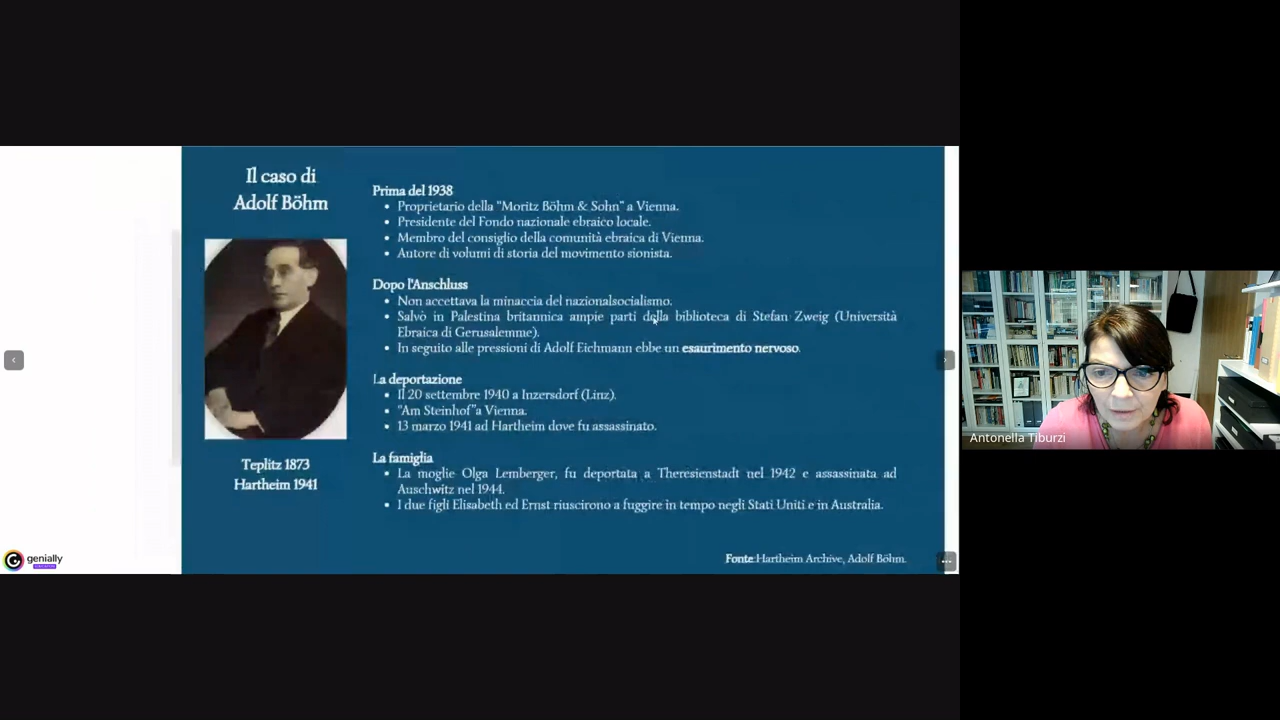 Il caso di
Adolf Böhm
Teplitz 1873
Hartheim 1941
Prima del 1938
• Proprietario della "Moritz Böhm & Sohn" a Vienna.
• Presidente del Fondo nazionale ebraico locale.
• Membro del consiglio della comunità ebraica di Vienna.
• Autore di volumi di storia del movimento sionista.
Dopo l'Anschluss
• Non accettava la minaccia del nazionalsocialismo.
• Salvò in Palestina britannica ampie parti della biblioteca di Stefan Zweig (Università
Ebraica di Gerusalemme).
• In seguito alle pressioni di Adolf Eichmann ebbe un esaurimento nervoso.
La deportazione
• Il 20 settembre 1940 a Inzersdorf (Linz).
• "Am Steinhof"a Vienna.
• 13 marzo 1941 ad Hartheim dove fu assassinato.
La famiglia
• La moglie Olga Lemberger, fu deportata a Theresienstadt nel 1942 e assassinata ad
Auschwitz nel 1944.
• I due figli Elisabeth ed Ernst riuscirono a fuggire in tempo negli Stati Uniti e in Australia.
Fonte:Hartheim Archive, Adolf Böhm.
genially
Antonella Tiburzi